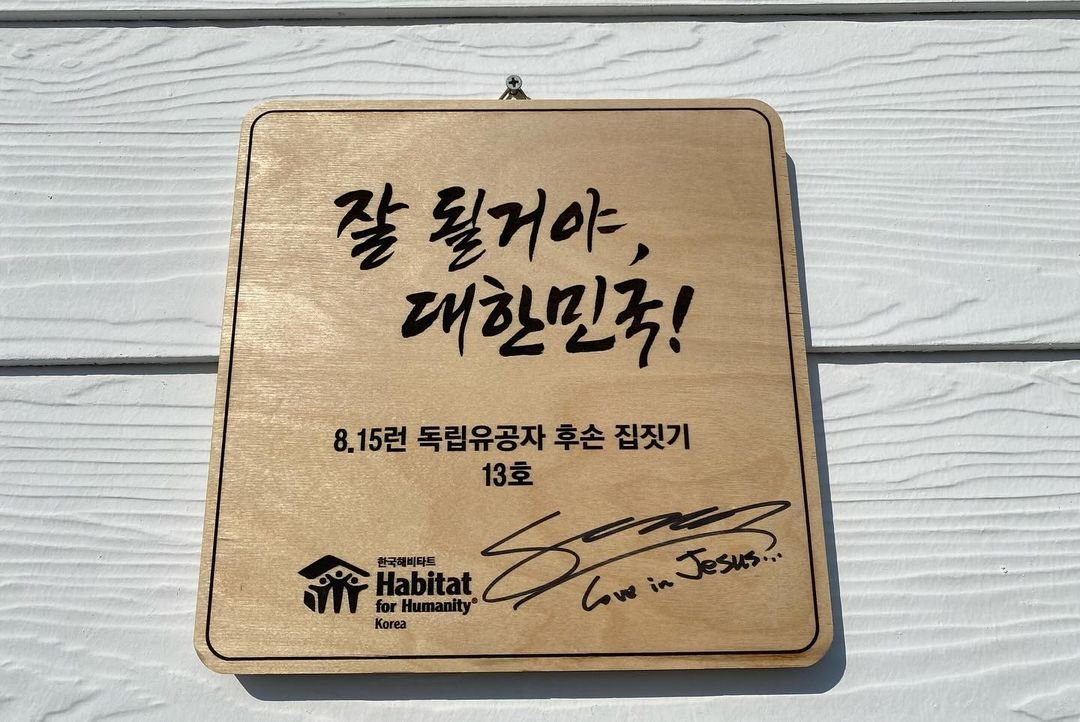 잘 될거야,
대한민국!
8.15런 독립유공자 후손 집짓기
13호
한국해비타트
Habitat
for Humanity®
Korea
Love in Jesus...